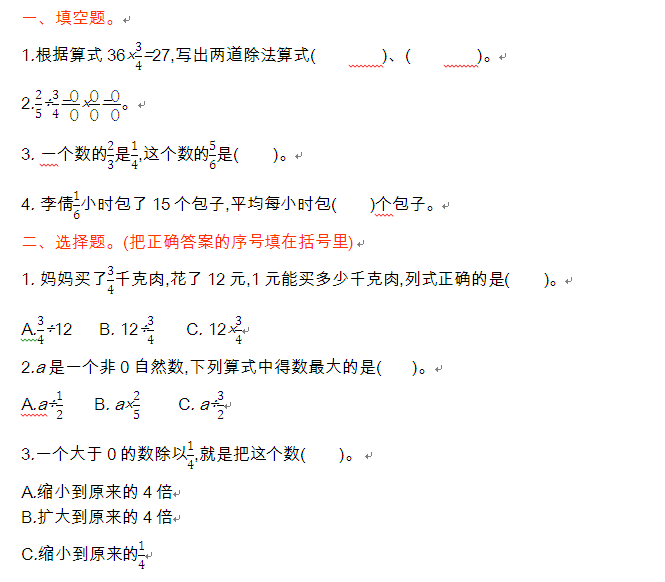 一、填空题。
1.根据算式 36×3/4=27,写出两道除法算式(        )、(        )。
2.2/5÷3/4=()/()×()/()=()/()。
3. 一个数的2/3是1/4,这个数的5/6是(    )。
4. 李倩1/6小时包了 15 个包子,平均每小时包(    )个包子。
二、选择题。(把正确答案的序号填在括号里)
1. 妈妈买了3/4千克肉,花了 12 元,1 元能买多少千克肉,列式正确的是(    )。
A.3/4÷12    B. 12÷3/4    C. 12×3/4
2.a 是一个非 0 自然数,下列算式中得数最大的是(    )。
A.a÷1/2    B. a×2/5    C. a÷3/2
3.一个大于 0 的数除以1/4,就是把这个数(    )。
A.缩小到原来的 4 倍
B.扩大到原来的 4 倍
C.缩小到原来的1/4